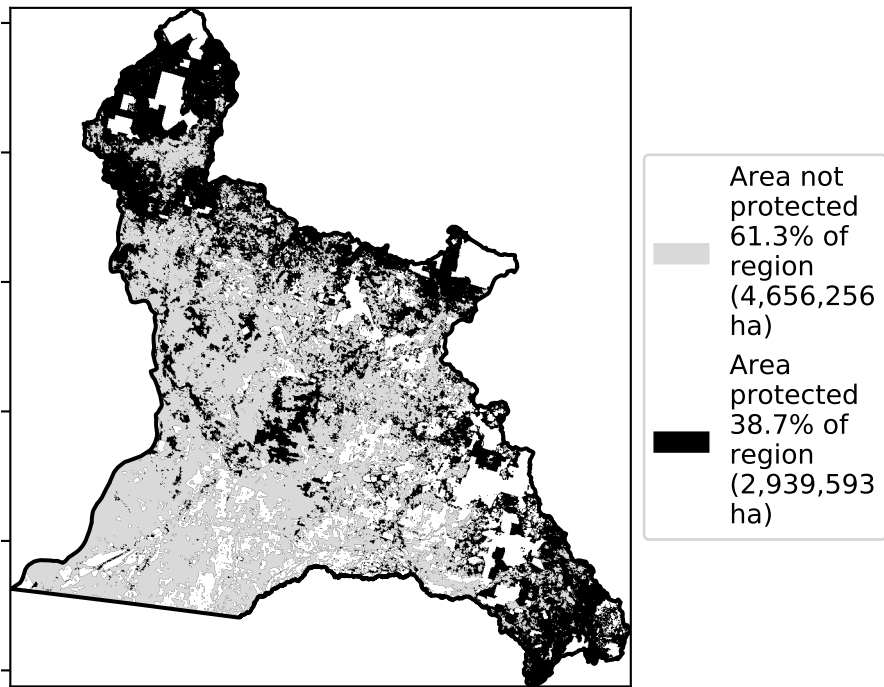 Area not
protected
61.3% of
region
(4,656,256
ha)
Area
protected
38.7% of
region
(2,939,593
ha)